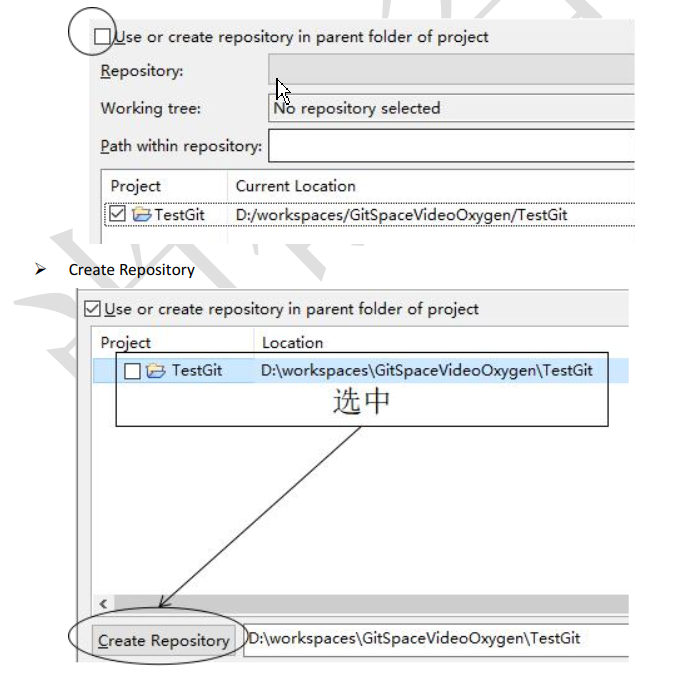 Use or create repository in parent folder of project
Repository:
Working tree: No repository selected
Path within repository:
Project Current Location
TestGit D:/workspaces/GitSpaceVideoOxygen/TestGit
➢ Create Repository
Use or create repository in parent folder of project
Project Location
TestGit D:\workspaces\GitSpaceVideoOxygen\TestGit
选中
Create Repository D:\workspaces\GitSpaceVideoOxygen\TestGit